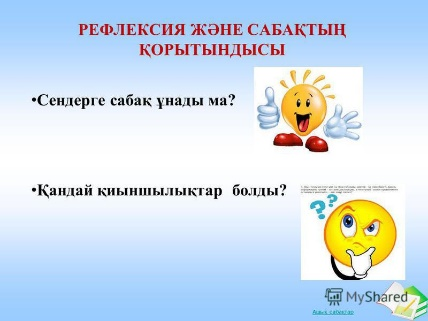 РЕФЛЕКСИЯ ЖӘНЕ САБАҚТЫҢ
ҚОРЫТЫНДЫСЫ
•Сендерге сабақ ұнады ма?
•Қандай қиыншылықтар болды?
??
MyShared